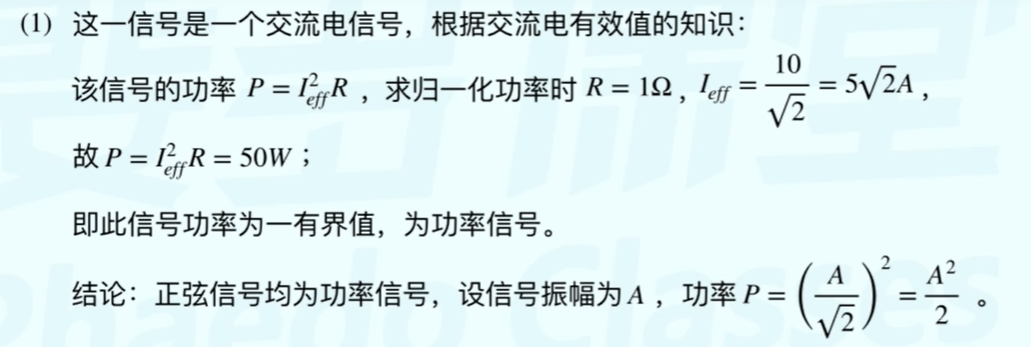 (1) 这一信号是一个交流电信号，根据交流电有效值的知识：
该信号的功率 $P = I_{eff}^2 R$ ，求归一化功率时 $R = 1\Omega$ , $I_{eff} = \frac{10}{\sqrt{2}} = 5\sqrt{2}A$ ，
故 $P = I_{eff}^2 R = 50W$ ；
即此信号功率为一有界值，为功率信号。
结论：正弦信号均为功率信号，设信号振幅为 $A$ ，功率 $P = \left(\frac{A}{\sqrt{2}}\right)^2 = \frac{A^2}{2}$ 。